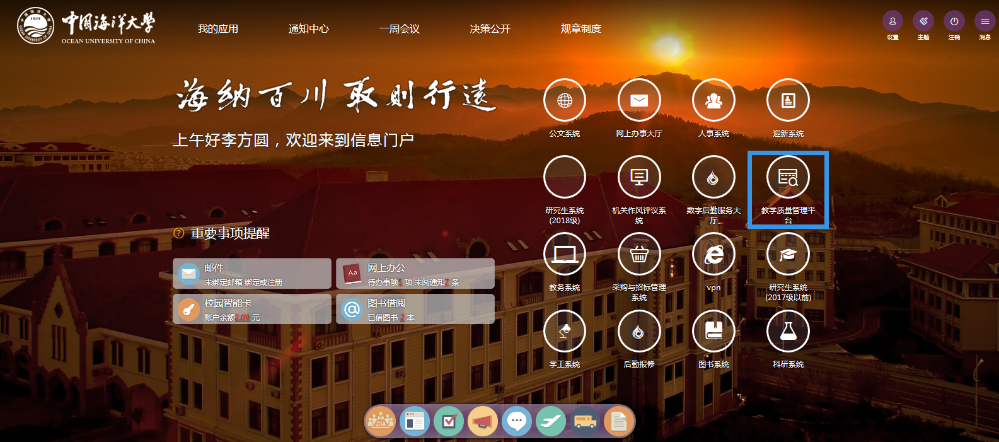 中国海洋大学
OCEAN UNIVERSITY OF CHINA
1924
我的应用
通知中心
一周会议
决策公开
规章制度
设置
主题
注销
消息
海纳百川 取则行远
上午好李方圆，欢迎来到信息门户
公文系统
网上办事大厅
人事系统
迎新系统
研究生系统
(2018级)
机关作风评议系
统
数字后勤服务大
厅
教学质量管理平
台
重要事项提醒
邮件
未绑定邮箱 绑定或注册
Aa
网上办公
待办事项5 项 未阅通知7 条
校园智能卡
账户余额2.09 元
图书借阅
已借图书 2 本
教务系统
采购与招标管理
系统
vpn
研究生系统
(2017级以前)
学工系统
后勤报修
图书系统
科研系统